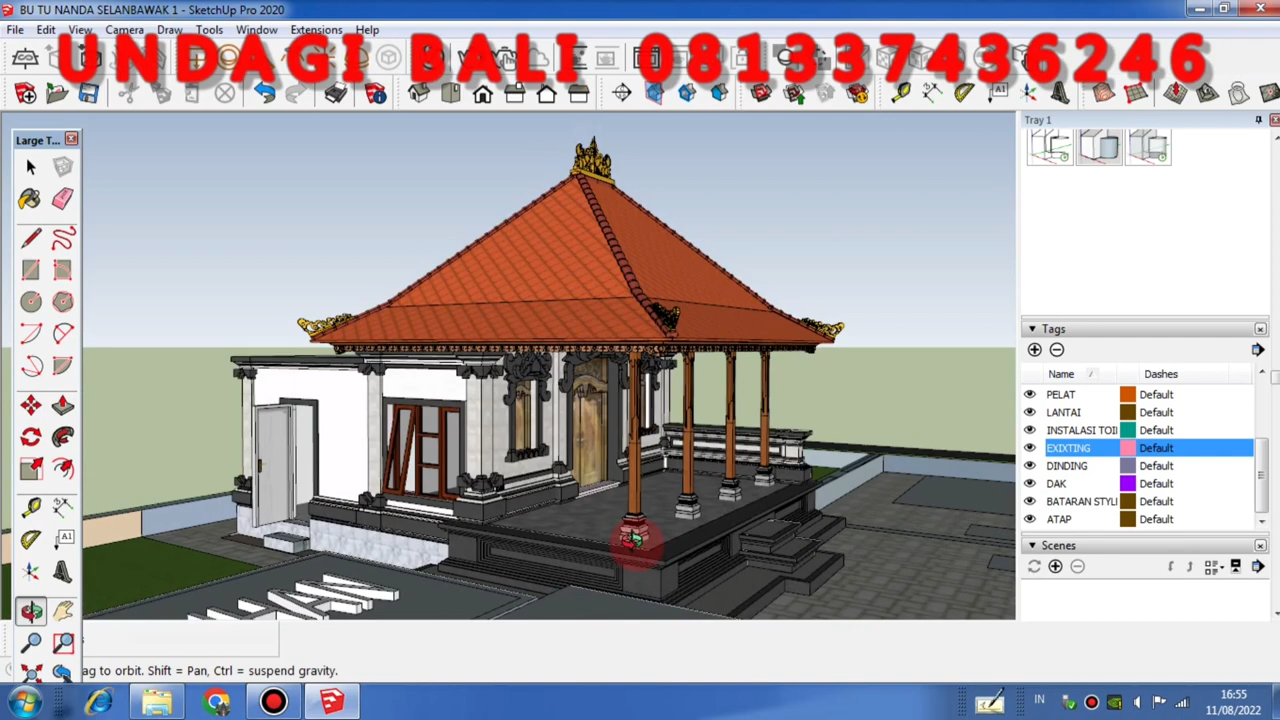 BU TU NANDA SELANBAWAK 1 - SketchUp Pro 2020
File Edit View Camera Draw Tools Window Extensions Help
UNDAGI BALI 081337436246
Large T...
Tray 1
Tags
Name Dashes
PELAT Default
LANTAI Default
INSTALASI TOII Default
EXIXTING Default
DINDING Default
DAK Default
BATARAN STYLI Default
ATAP Default
Scenes
ag to orbit. Shift = Pan, Ctrl = suspend gravity.
IN
16:55
11/08/2022